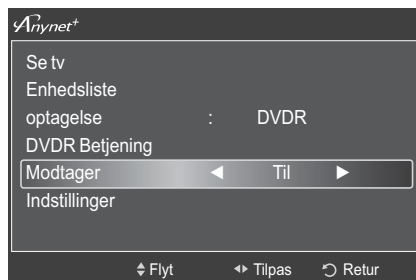 Anynet+
Se tv
Enhedsliste
optagelse : DVDR
DVDR Betjening
Modtager ◄ Til ►
Indstillinger
Flyt Tilpas Retur